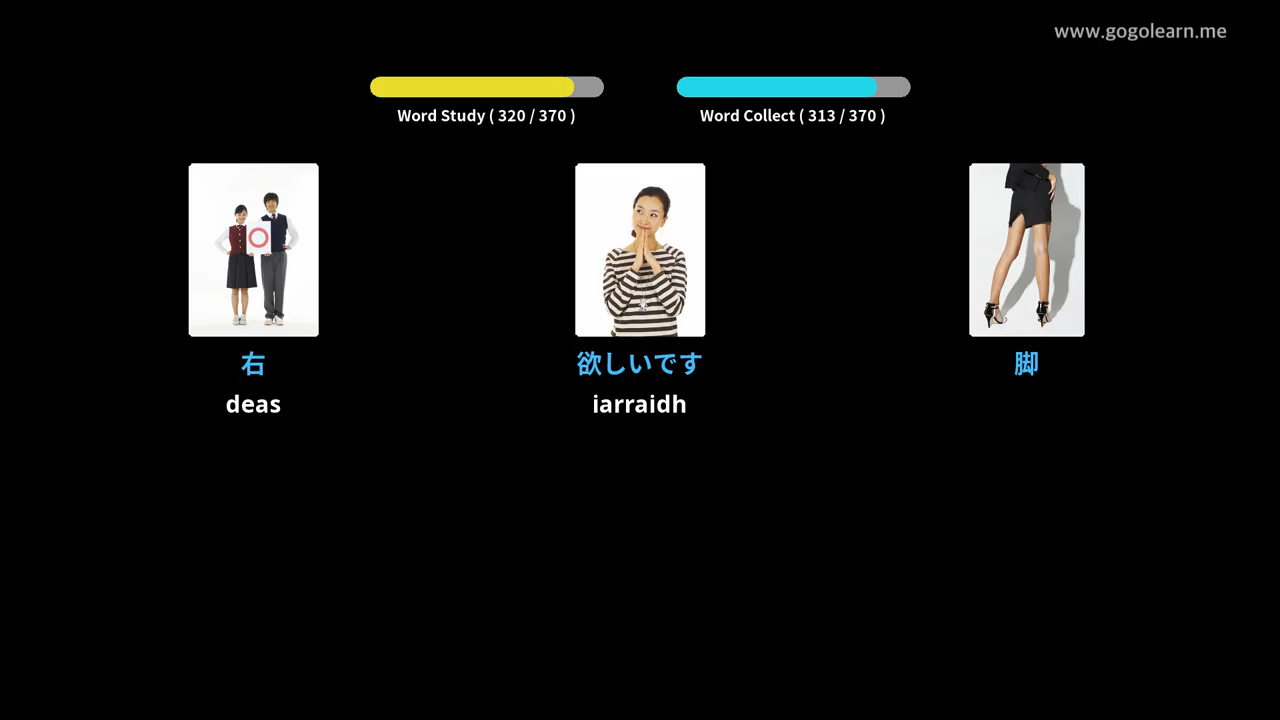 www.gogolearn.me
Word Study ( 320 / 370 )
Word Collect ( 313 / 370 )
右
欲しいです
脚
deas
iarraidh